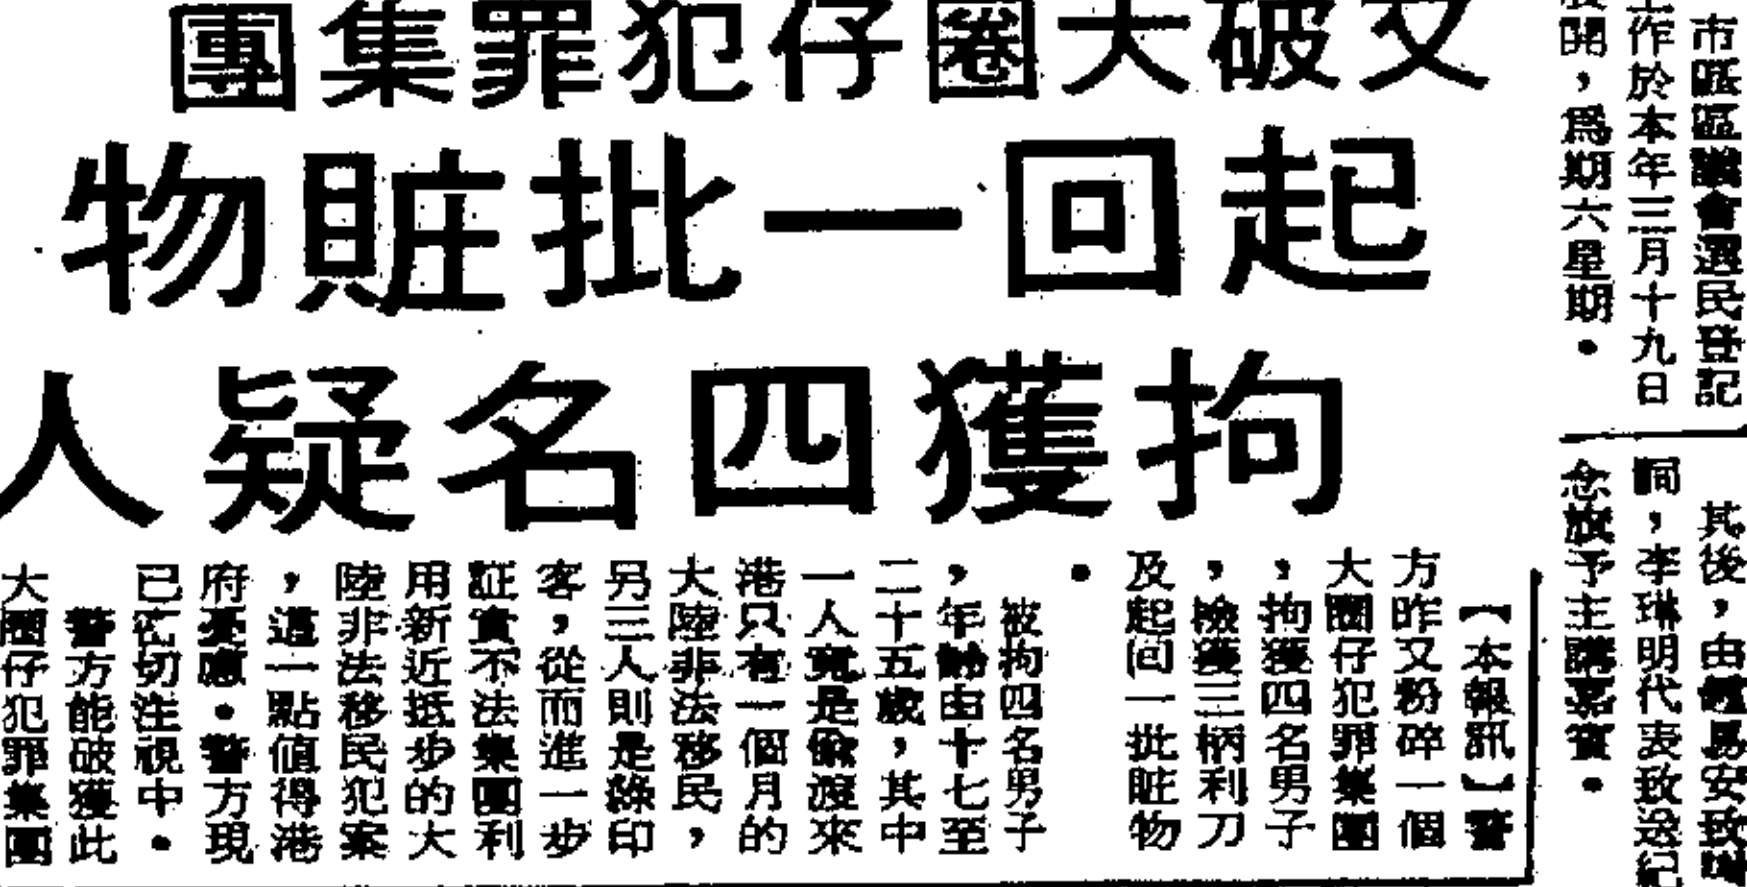 市區區議會選民登記
工作於本年三月十九日
展開，為期六星期。
又破大圈仔犯罪集團
起回一批賍物
拘獲四名疑人
【本報訊】警
方昨又粉碎一個
大圈仔犯罪集團
，拘獲四名男子
，檢獲三柄利刀
及起回一批賍物
。
被拘四名男子
，年齡由十七至
二十五歲，其中
一人竟是偷渡來
港只有一個月的
大陸非法移民，
另三人則是綠印
客，從而進一步
証實不法集團利
用新近抵步的大
陸非法移民犯案
，這一點值得港
府憂慮。警方現
已密切注視中。
警方能破獲此
大圈仔犯罪集團
其後，由易安致
詞，李琳明代表致送紀
念旗予主講嘉賓。